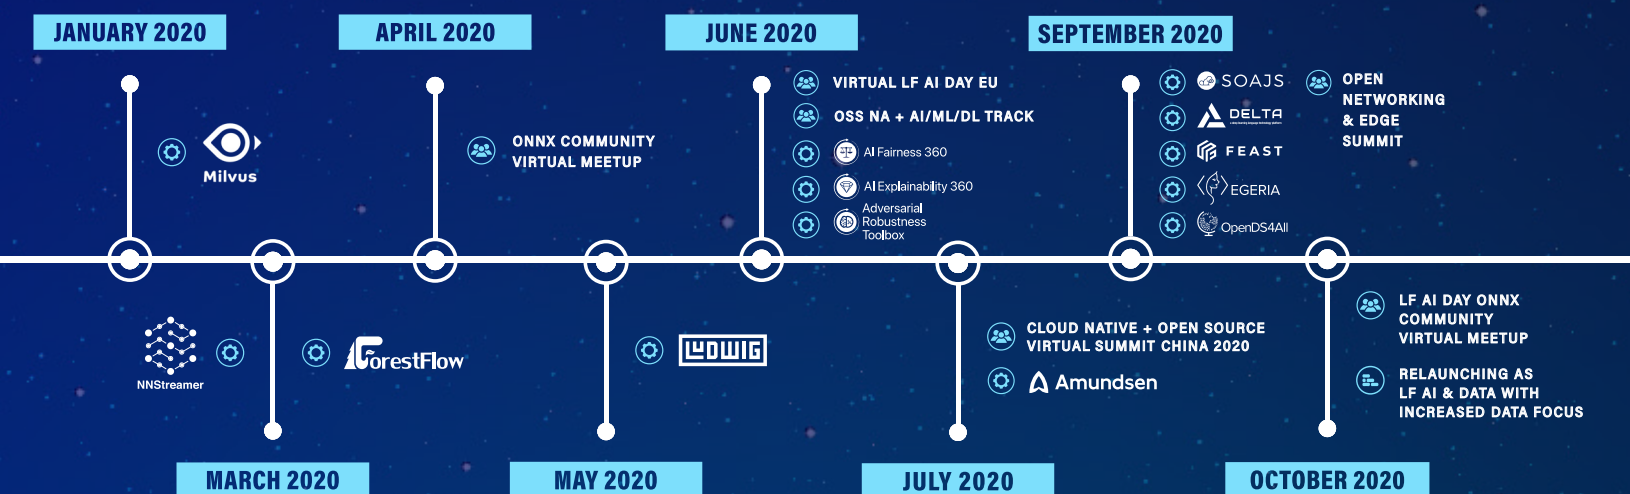 JANUARY 2020
Milvus
NNStreamer
ForestFlow
MARCH 2020
APRIL 2020
ONNX COMMUNITY
VIRTUAL MEETUP
LUDWIG
MAY 2020
JUNE 2020
VIRTUAL LF AI DAY EU
OSS NA + AI/ML/DL TRACK
AI Fairness 360
AI Explainability 360
Adversarial
Robustness
Toolbox
CLOUD NATIVE + OPEN SOURCE
VIRTUAL SUMMIT CHINA 2020
Amundsen
JULY 2020
SEPTEMBER 2020
SOAJS
DELTA
FEAST
EGERIA
OpenDS4All
OPEN
NETWORKING
& EDGE
SUMMIT
LF AI DAY ONNX
COMMUNITY
VIRTUAL MEETUP
RELAUNCHING AS
LF AI & DATA WITH
INCREASED DATA FOCUS
OCTOBER 2020